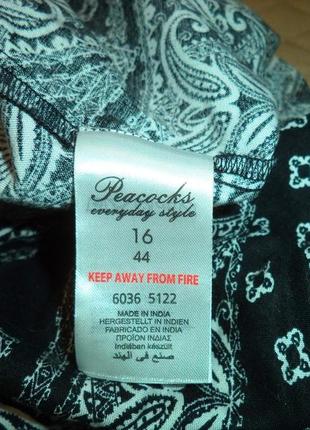 Peacocks
everyday style
16
44
KEEP AWAY FROM FIRE
6036 5122
MADE IN INDIA
HERGESTELLT IN INDIEN
FABRICADO EN INDIA
ΠΡΟΪΟΝ ΙΝΔΙΑΣ
Indiában készült
صنع في الهند